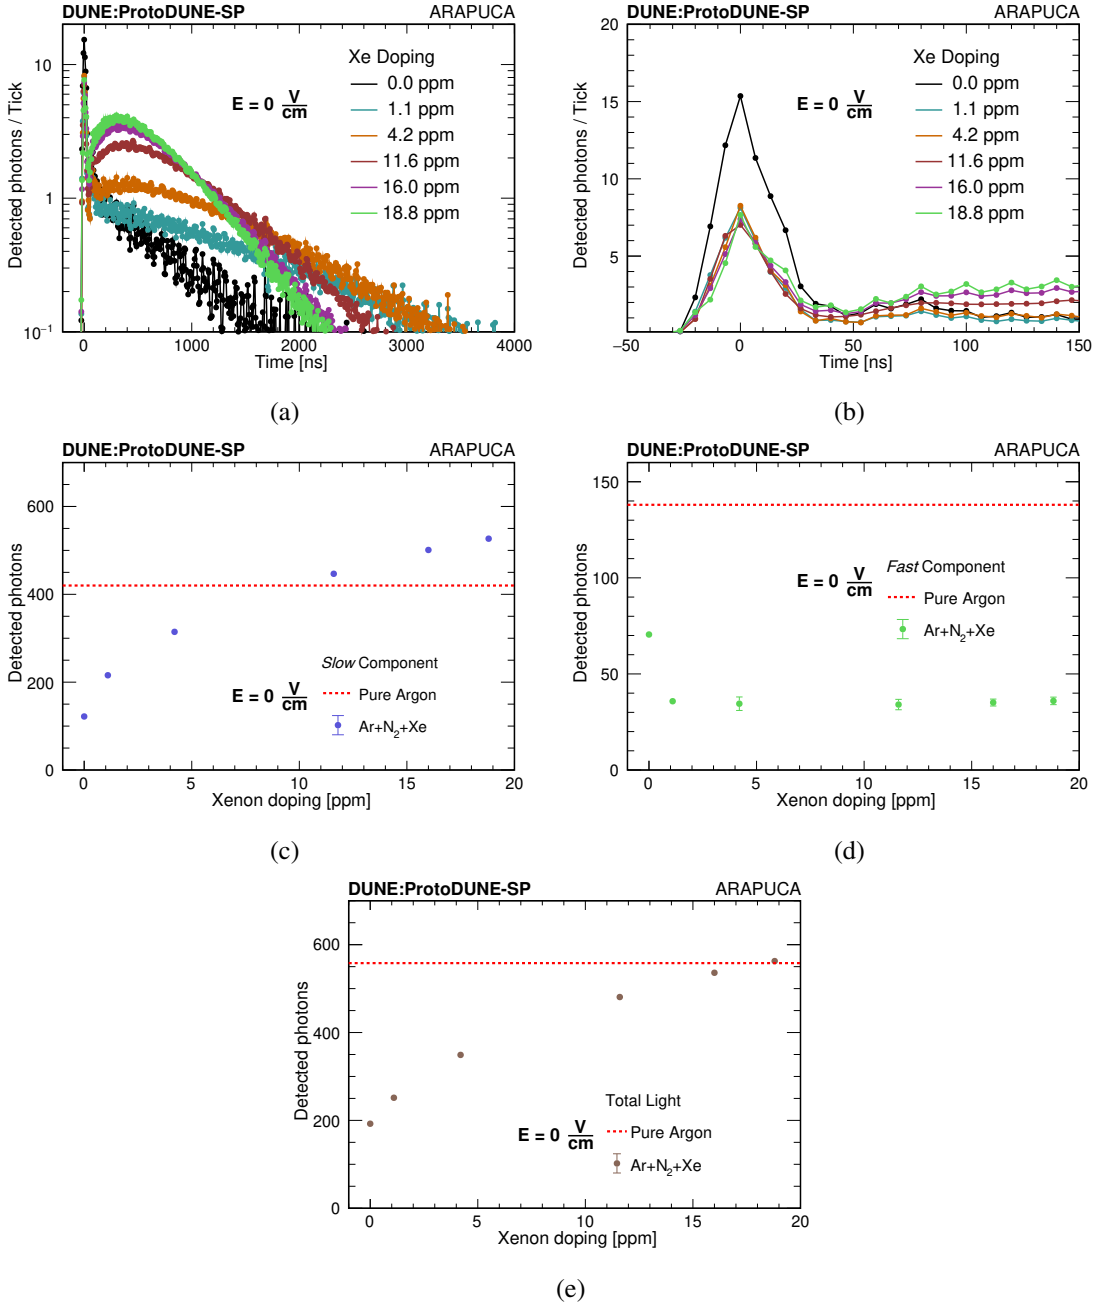 DUNE:ProtoDUNE-SP ARAPUCA
Detected photons / Tick
10
1
10⁻¹
E = 0 V/cm
Xe Doping
0.0 ppm
1.1 ppm
4.2 ppm
11.6 ppm
16.0 ppm
18.8 ppm
0 1000 2000 3000 4000
Time [ns]
(a)
DUNE:ProtoDUNE-SP ARAPUCA
Detected photons / Tick
20
15
10
5
E = 0 V/cm
Xe Doping
0.0 ppm
1.1 ppm
4.2 ppm
11.6 ppm
16.0 ppm
18.8 ppm
−50 0 50 100 150
Time [ns]
(b)
DUNE:ProtoDUNE-SP ARAPUCA
Detected photons
600
400
200
0
E = 0 V/cm
Slow Component
Pure Argon
Ar+N₂+Xe
0 5 10 15 20
Xenon doping [ppm]
(c)
DUNE:ProtoDUNE-SP ARAPUCA
Detected photons
150
100
50
0
E = 0 V/cm
Fast Component
Pure Argon
Ar+N₂+Xe
0 5 10 15 20
Xenon doping [ppm]
(d)
DUNE:ProtoDUNE-SP ARAPUCA
Detected photons
600
400
200
0
E = 0 V/cm
Total Light
Pure Argon
Ar+N₂+Xe
0 5 10 15 20
Xenon doping [ppm]
(e)